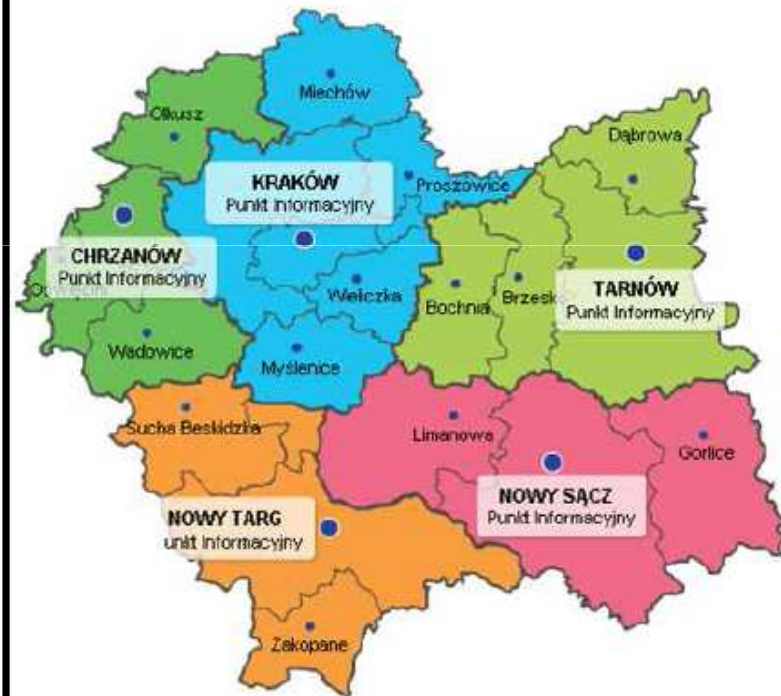 Miechów
Olkusz
Dąbrowa
KRAKÓW
Punkt Informacyjny
Proszowice
CHRZANÓW
Punkt Informacyjny
Wieliczka
Bochnia
TARNÓW
Punkt Informacyjny
Wadowice
Myślenice
Sucha Beskidzka
Limanowa
Gorlice
NOWY SĄCZ
Punkt Informacyjny
NOWY TARG
unkt Informacyjny
Zakopane